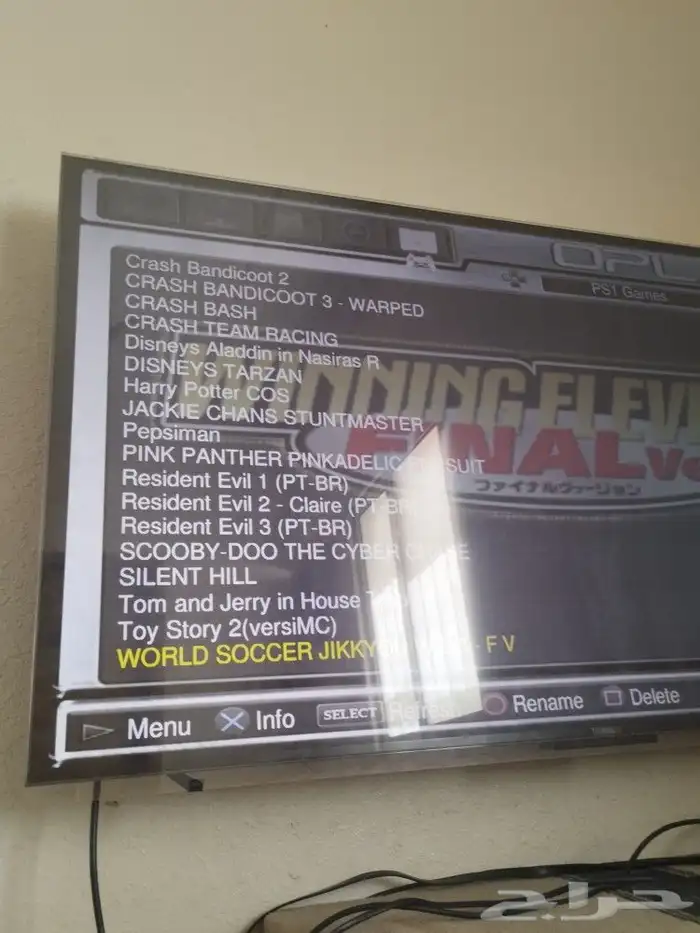 OPL
PS1 Games
Crash Bandicoot 2
CRASH BANDICOOT 3 - WARPED
CRASH BASH
CRASH TEAM RACING
Disneys Aladdin in Nasiras R
DISNEYS TARZAN
Harry Potter COS
JACKIE CHANS STUNTMASTER
Pepsiman
PINK PANTHER PINKADELIC SUIT
Resident Evil 1 (PT-BR)
Resident Evil 2 - Claire (PT-BR)
Resident Evil 3 (PT-BR)
SCOOBY-DOO THE CYBER
SILENT HILL
Tom and Jerry in House
Toy Story 2(versiMC)
WORLD SOCCER JIKKY - F V
FINAL
ファイナルヴァージョン
Menu Info SELECT Rename Delete
حراج